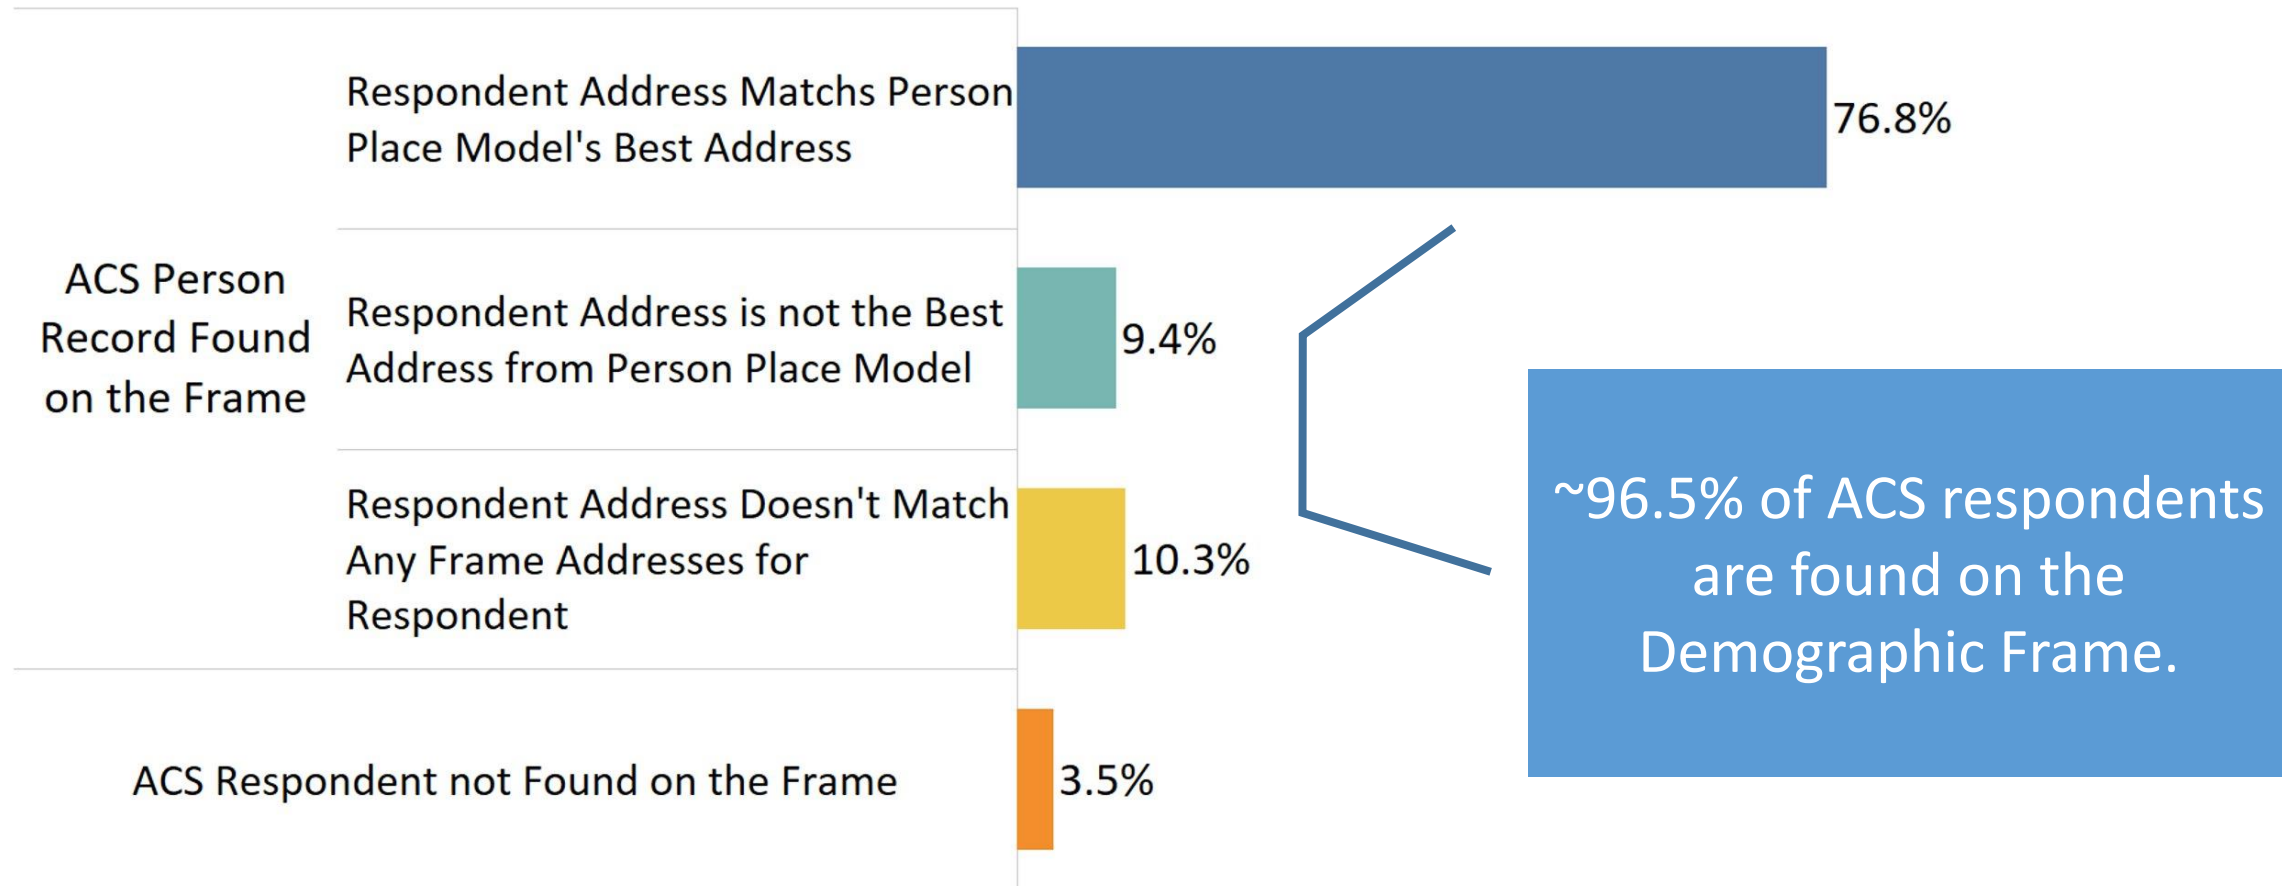 ACS Person
Record Found
on the Frame
Respondent Address Matchs Person
Place Model's Best Address
76.8%
Respondent Address is not the Best
Address from Person Place Model
9.4%
Respondent Address Doesn't Match
Any Frame Addresses for
Respondent
10.3%
ACS Respondent not Found on the Frame
3.5%
~96.5% of ACS respondents
are found on the
Demographic Frame.